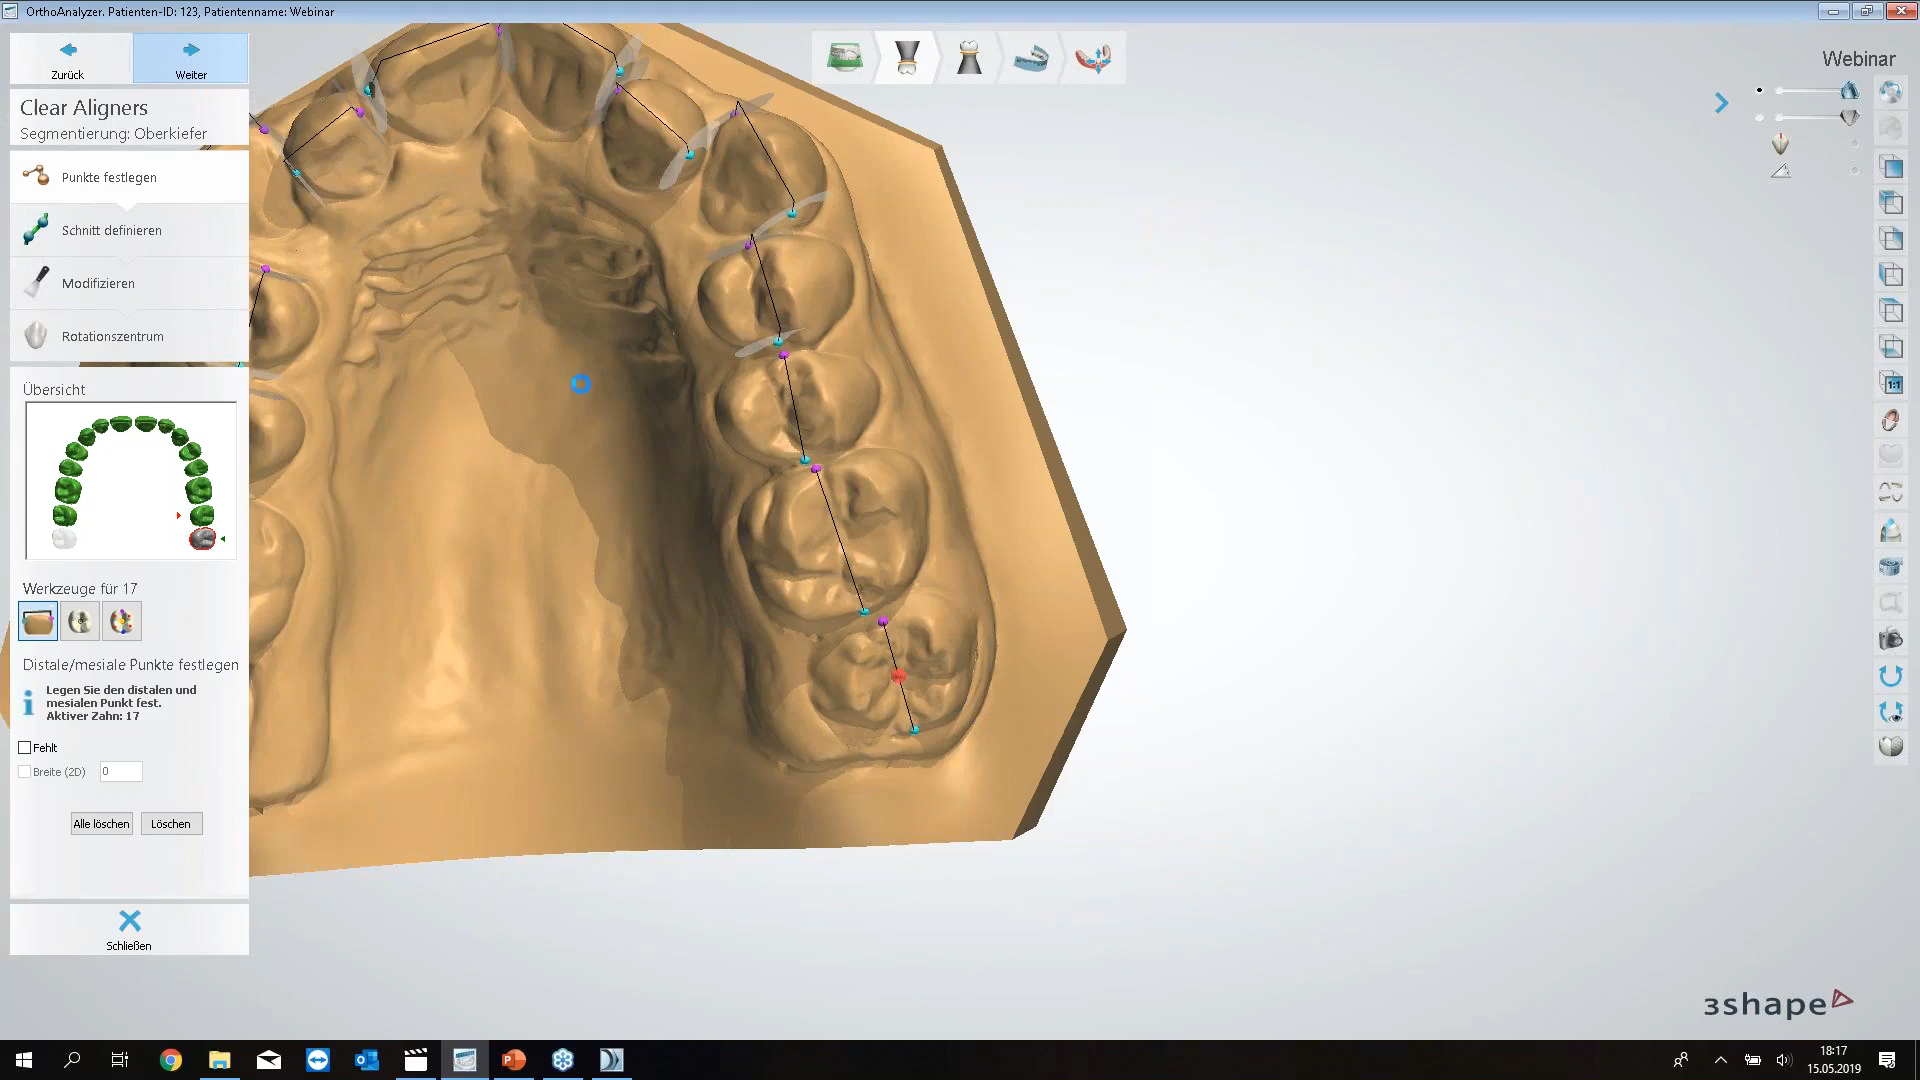 OrthoAnalyzer. Patienten-ID: 123, Patientenname: Webinar
Zurück
Weiter
Webinar
Clear Aligners
Segmentierung: Oberkiefer
Punkte festlegen
Schnitt definieren
Modifizieren
Rotationszentrum
Übersicht
1:1
Werkzeuge für 17
Distale/mesiale Punkte festlegen
Legen Sie den distalen und
mesialen Punkt fest.
Aktiver Zahn: 17
Fehlt
Breite (2D)
0
Alle löschen
Löschen
Schließen
3shape
18:17
15.05.2019